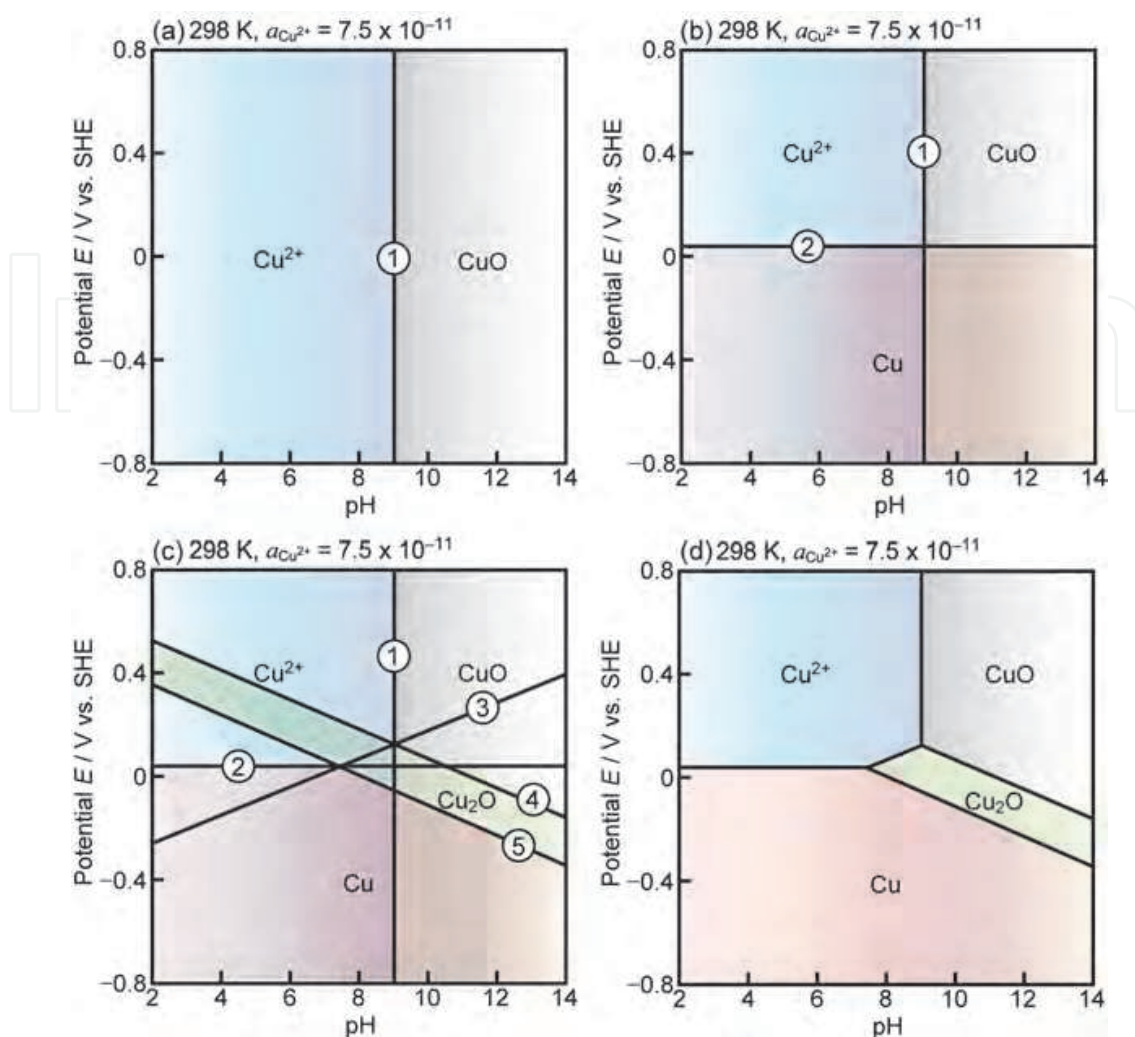 (a) 298 K, a_Cu²⁺ = 7.5 x 10⁻¹¹
Potential E / V vs. SHE
0.8
0.4
0
−0.4
−0.8
Cu²⁺
1
CuO
2 4 6 8 10 12 14
pH
(b) 298 K, a_Cu²⁺ = 7.5 x 10⁻¹¹
Potential E / V vs. SHE
0.8
0.4
0
−0.4
−0.8
Cu²⁺
1
CuO
2
Cu
2 4 6 8 10 12 14
pH
(c) 298 K, a_Cu²⁺ = 7.5 x 10⁻¹¹
Potential E / V vs. SHE
0.8
0.4
0
−0.4
−0.8
1
Cu²⁺
CuO
3
2
Cu₂O
4
5
Cu
2 4 6 8 10 12 14
pH
(d) 298 K, a_Cu²⁺ = 7.5 x 10⁻¹¹
Potential E / V vs. SHE
0.8
0.4
0
−0.4
−0.8
Cu²⁺
CuO
Cu₂O
Cu
2 4 6 8 10 12 14
pH